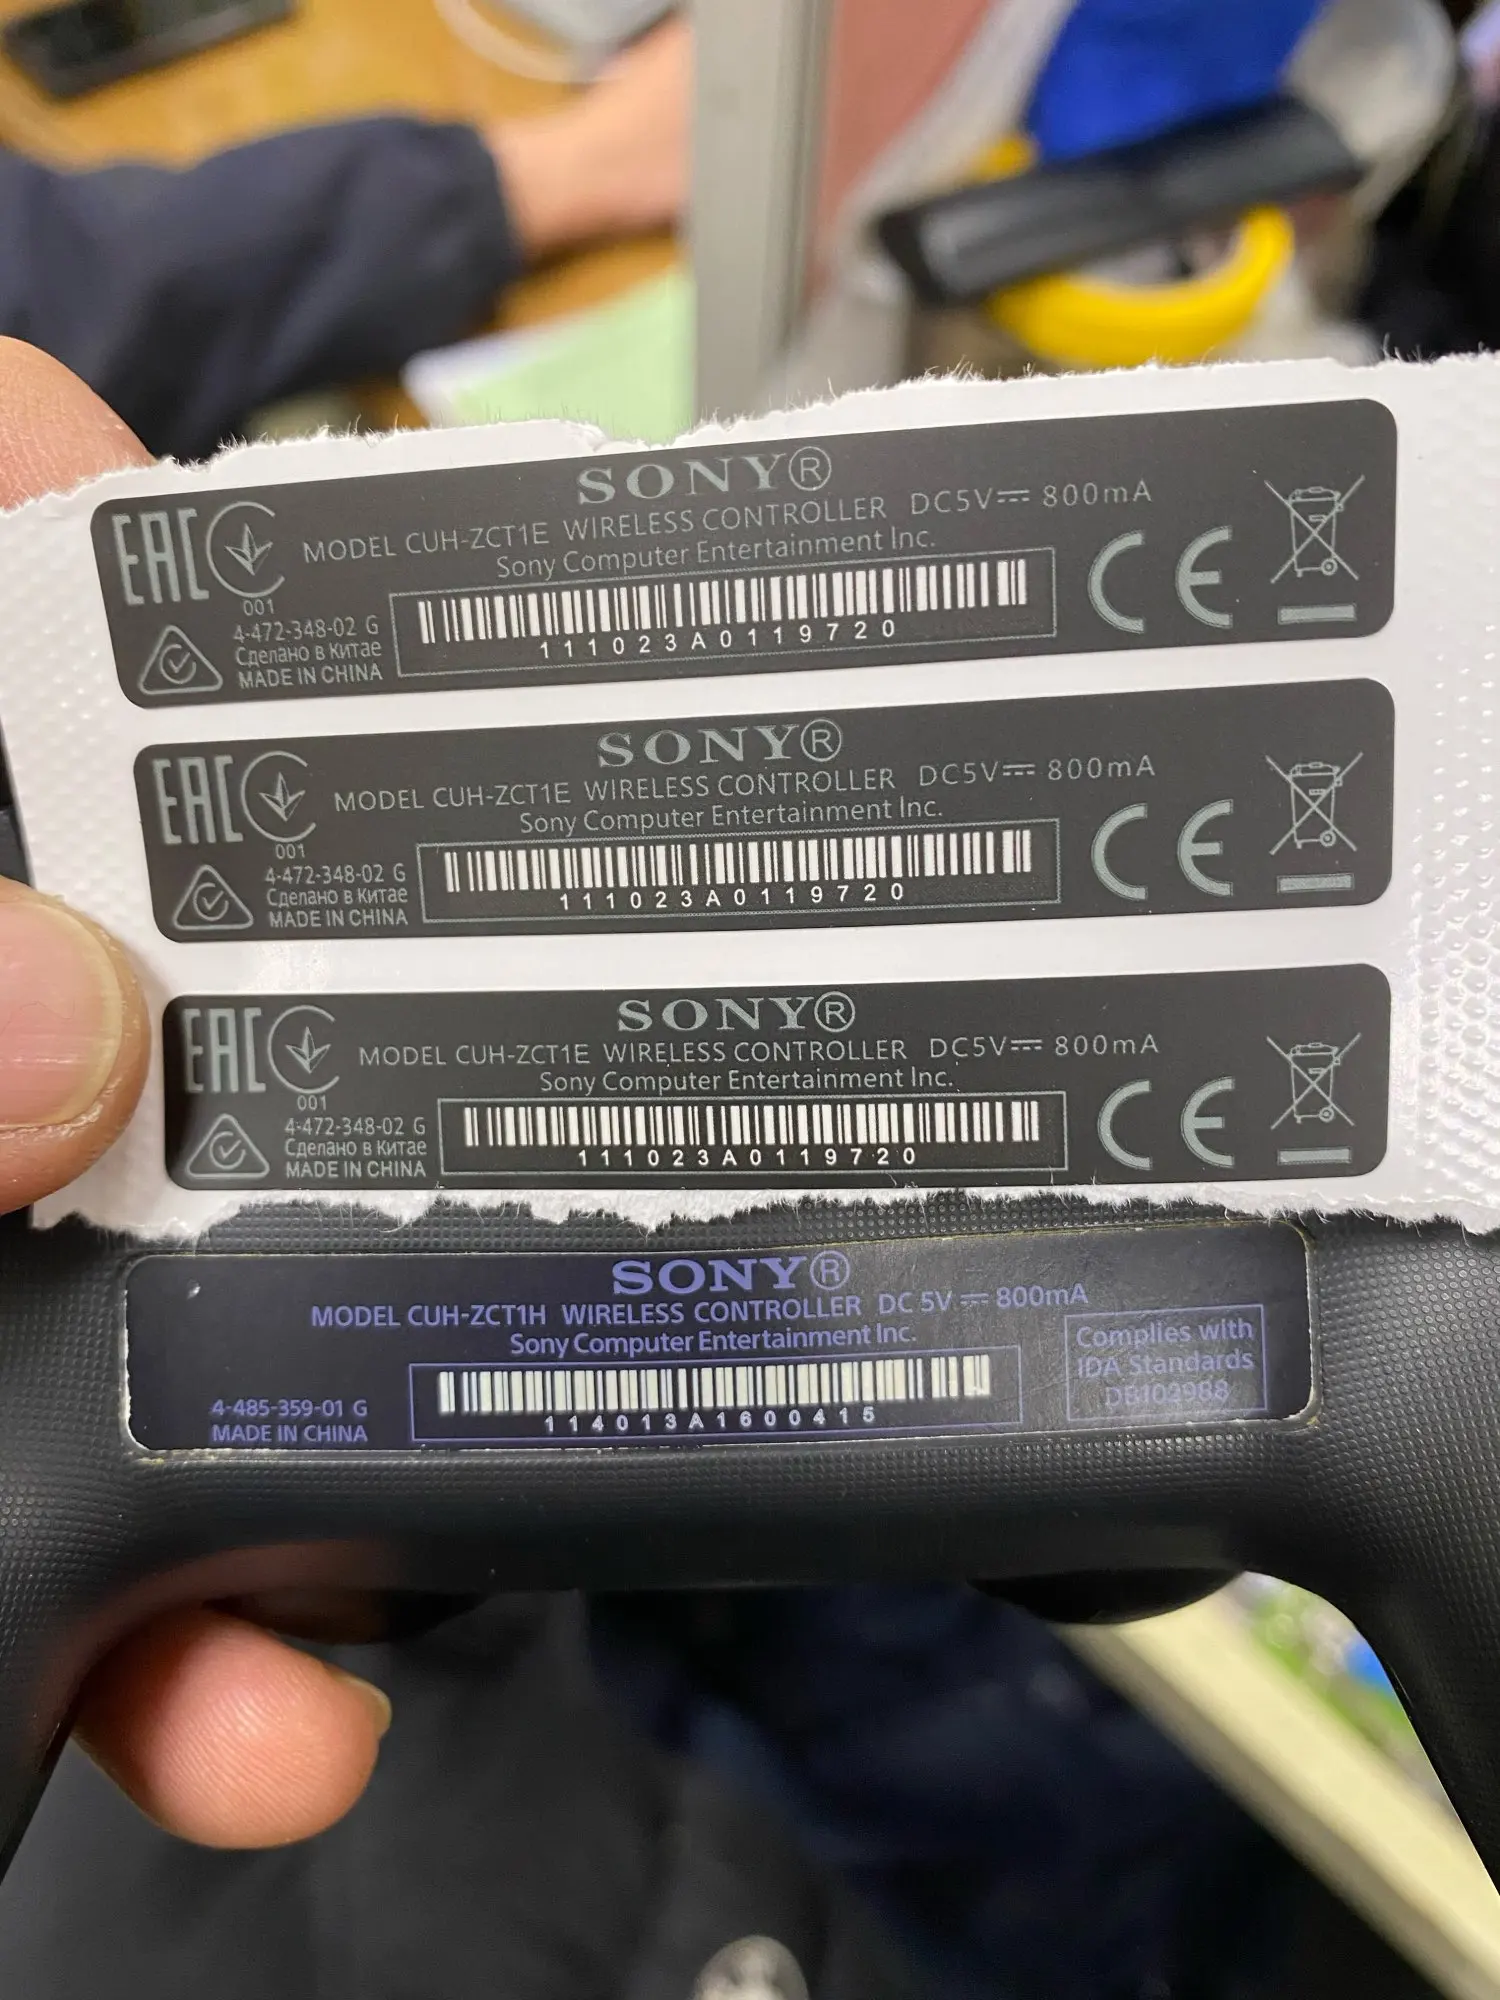 SONY®
EAC
MODEL CUH-ZCT1E WIRELESS CONTROLLER DC5V⎓800mA
Sony Computer Entertainment Inc.
001
4-472-348-02 G
Сделано в Китае
MADE IN CHINA
111023A0119720
CE
SONY®
EAC
MODEL CUH-ZCT1E WIRELESS CONTROLLER DC5V⎓800mA
Sony Computer Entertainment Inc.
001
4-472-348-02 G
Сделано в Китае
MADE IN CHINA
111023A0119720
CE
SONY®
EAC
MODEL CUH-ZCT1E WIRELESS CONTROLLER DC5V⎓800mA
Sony Computer Entertainment Inc.
001
4-472-348-02 G
Сделано в Китае
MADE IN CHINA
111023A0119720
CE
SONY®
MODEL CUH-ZCT1H WIRELESS CONTROLLER DC 5V⎓800mA
Sony Computer Entertainment Inc.
4-485-359-01 G
MADE IN CHINA
114013A1600415
Complies with
IDA Standards
DB102988